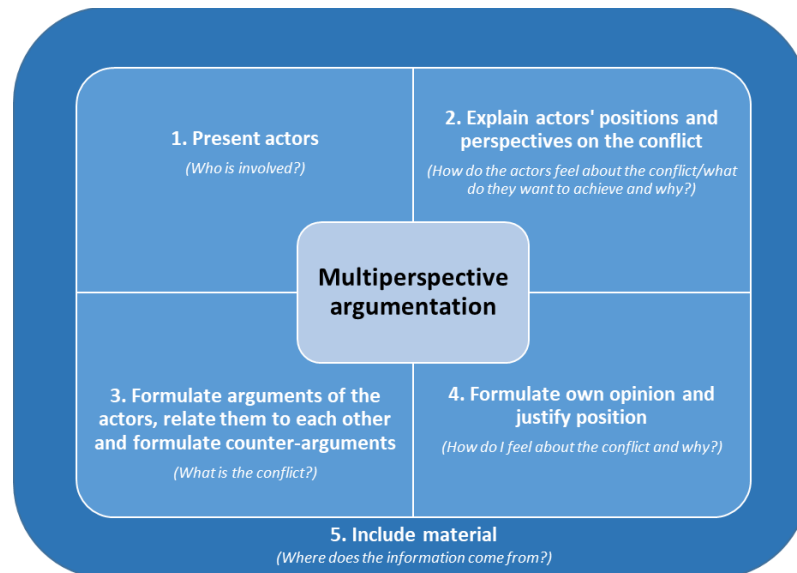 1. Present actors
(Who is involved?)
2. Explain actors' positions and
perspectives on the conflict
(How do the actors feel about the conflict/what
do they want to achieve and why?)
Multiperspective
argumentation
3. Formulate arguments of the
actors, relate them to each other
and formulate counter-arguments
(What is the conflict?)
4. Formulate own opinion and
justify position
(How do I feel about the conflict and why?)
5. Include material
(Where does the information come from?)